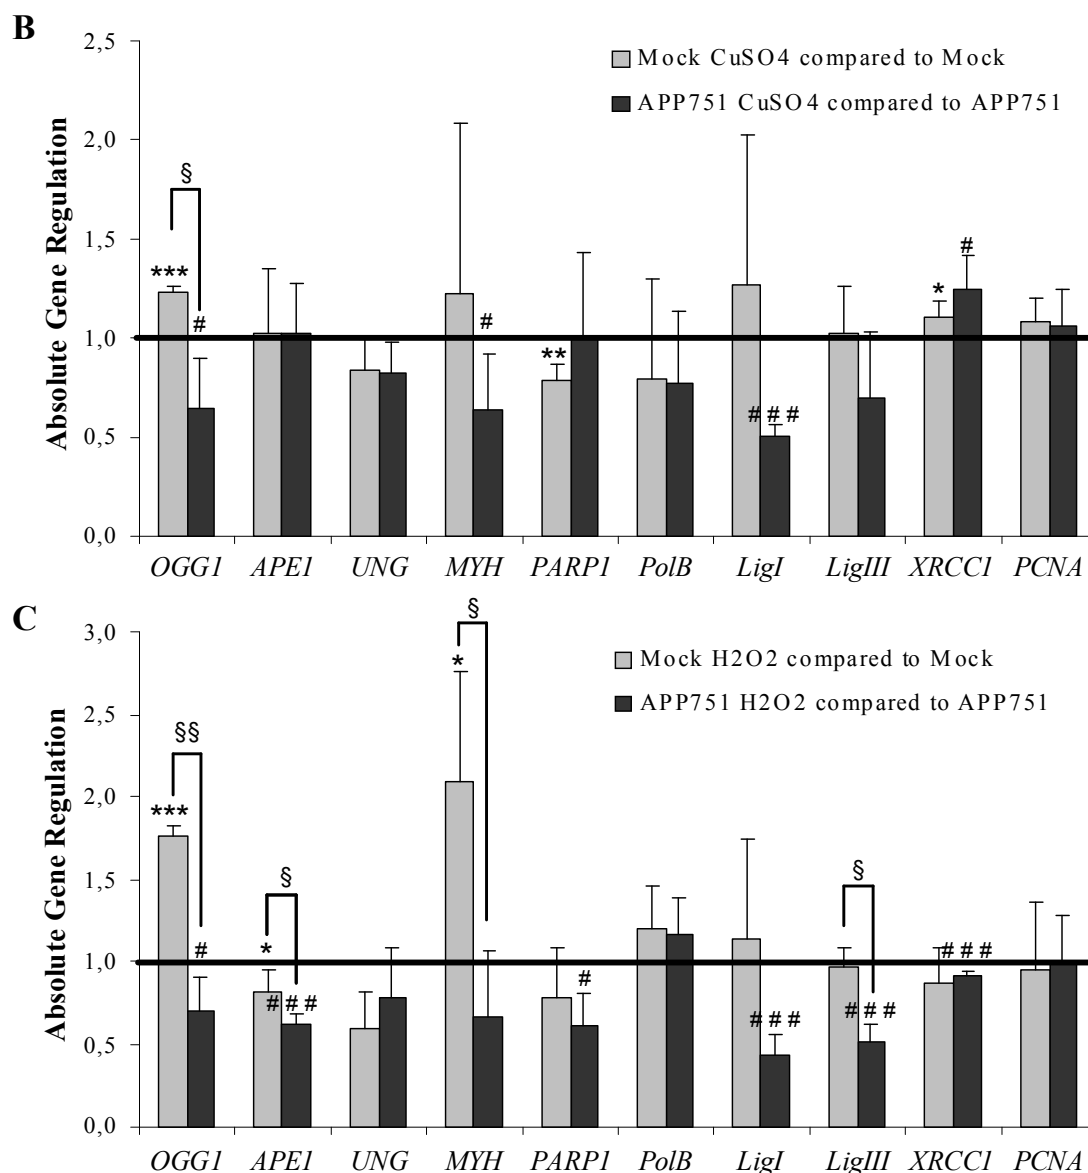 B
2,5
2,0
1,5
1,0
0,5
0,0
Absolute Gene Regulation
Mock CuSO4 compared to Mock
APP751 CuSO4 compared to APP751
§
***
#
#
**
# # #
*
#
OGG1 APE1 UNG MYH PARP1 PolB LigI LigIII XRCC1 PCNA
C
3,0
2,5
2,0
1,5
1,0
0,5
0,0
Absolute Gene Regulation
Mock H2O2 compared to Mock
APP751 H2O2 compared to APP751
§§
***
#
§
*
# # #
§
*
#
# # #
§
# # #
# # #
OGG1 APE1 UNG MYH PARP1 PolB LigI LigIII XRCC1 PCNA